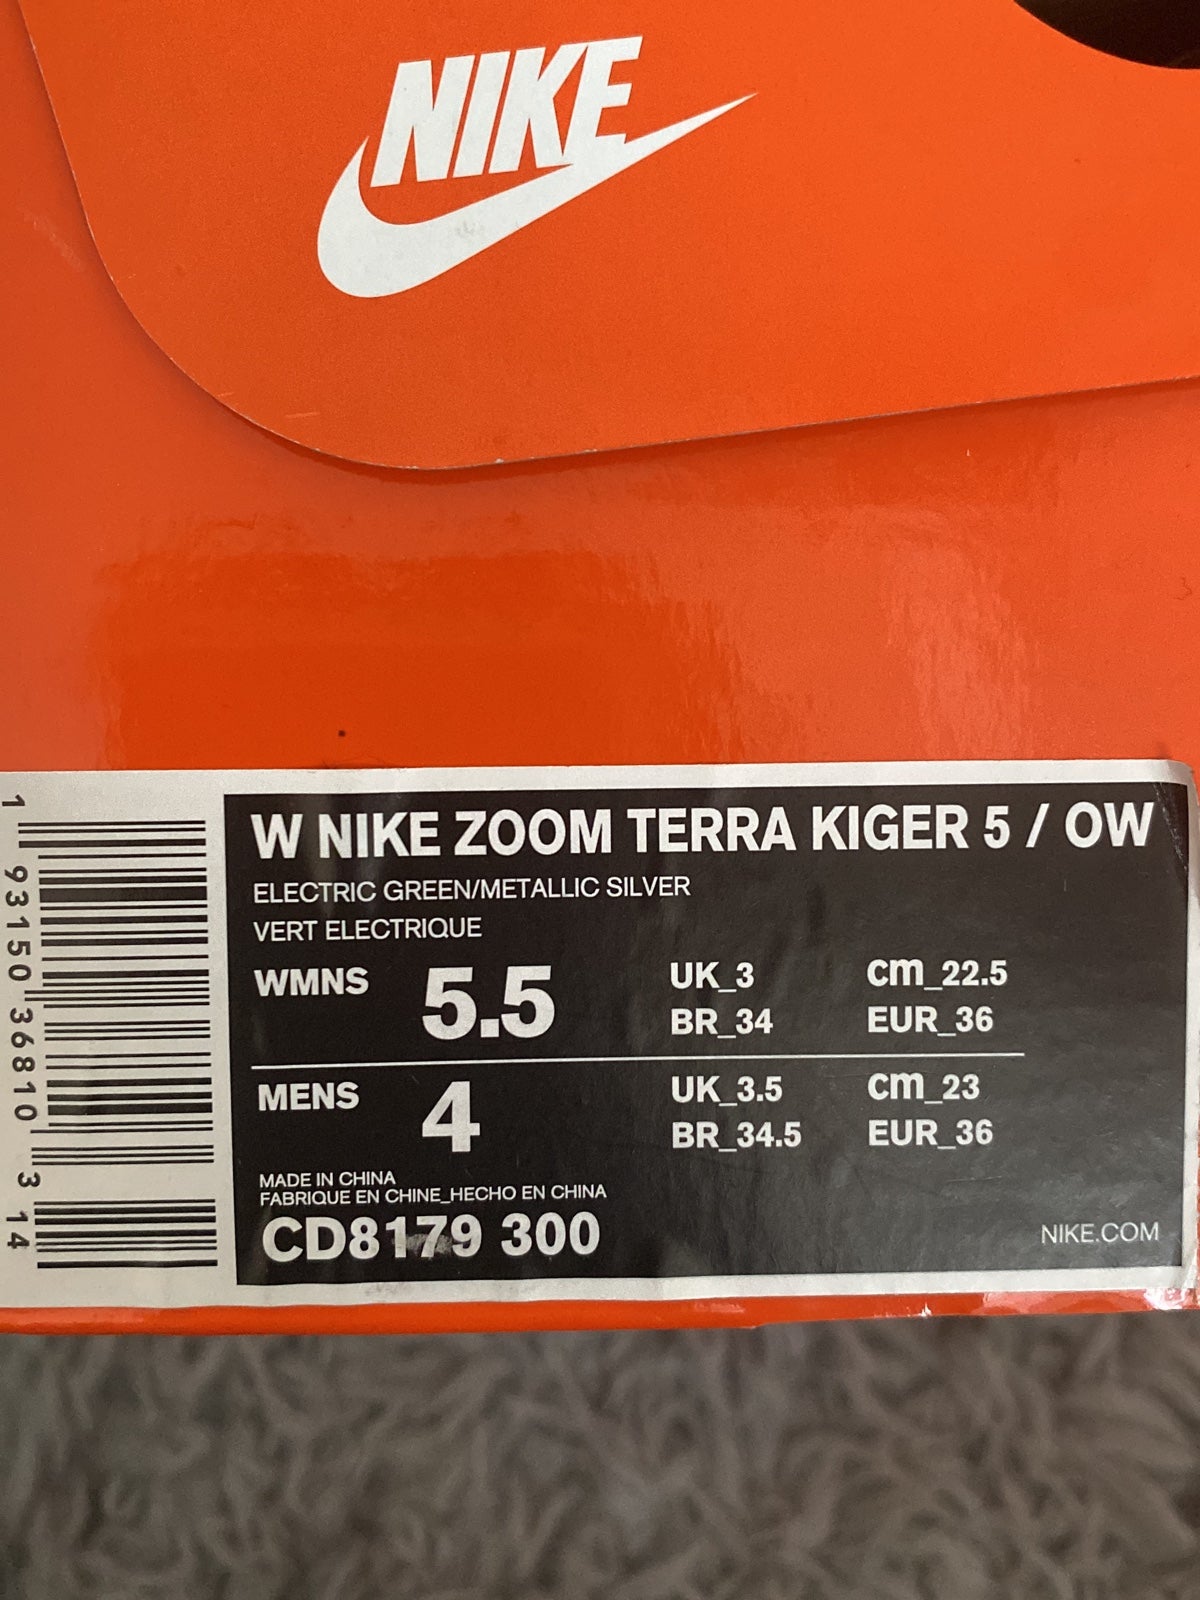 NIKE
W NIKE ZOOM TERRA KIGER 5 / OW
ELECTRIC GREEN/METALLIC SILVER
VERT ELECTRIQUE
WMNS 5.5 UK_3 cm_22.5
BR_34 EUR_36
MENS 4 UK_3.5 cm_23
BR_34.5 EUR_36
MADE IN CHINA
FABRIQUE EN CHINE_HECHO EN CHINA
CD8179 300
NIKE.COM
1 93150 36810 3 14